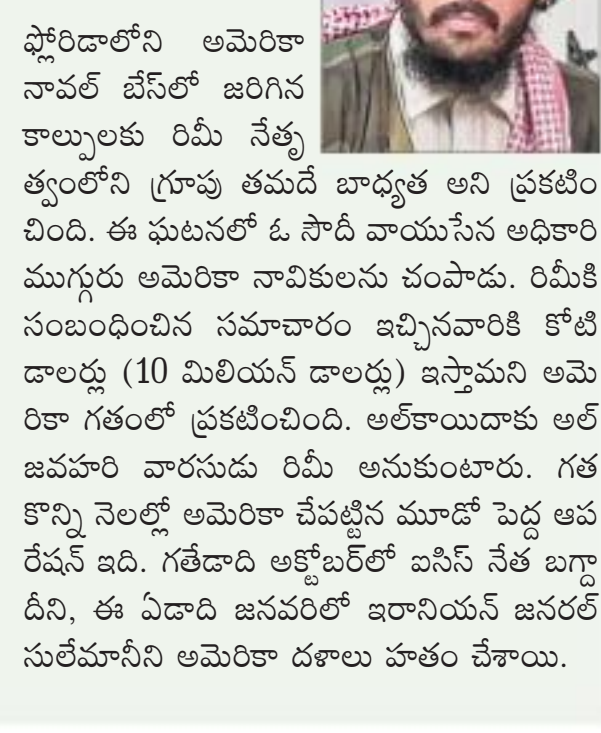 ఫ్లోరిడాలోని అమెరికా
నావల్ బేస్‌లో జరిగిన
కాల్పులకు రిమీ నేతృ
త్వంలోని గ్రూపు తమదే బాధ్యత అని ప్రకటిం
చింది. ఈ ఘటనలో ఓ సౌదీ వాయుసేన అధికారి
ముగ్గురు అమెరికా నావికులను చంపాడు. రిమీకి
సంబంధించిన సమాచారం ఇచ్చినవారికి కోటి
డాలర్లు (10 మిలియన్ డాలర్లు) ఇస్తామని అమె
రికా గతంలో ప్రకటించింది. అల్‌కాయిదాకు అల్
జవహరి వారసుడు రిమీ అనుకుంటారు. గత
కొన్ని నెలల్లో అమెరికా చేపట్టిన మూడో పెద్ద ఆప
రేషన్ ఇది. గతేడాది అక్టోబర్‌లో ఐసిస్ నేత బగ్దా
దీని, ఈ ఏడాది జనవరిలో ఇరానియన్ జనరల్
సులేమానీని అమెరికా దళాలు హతం చేశాయి.